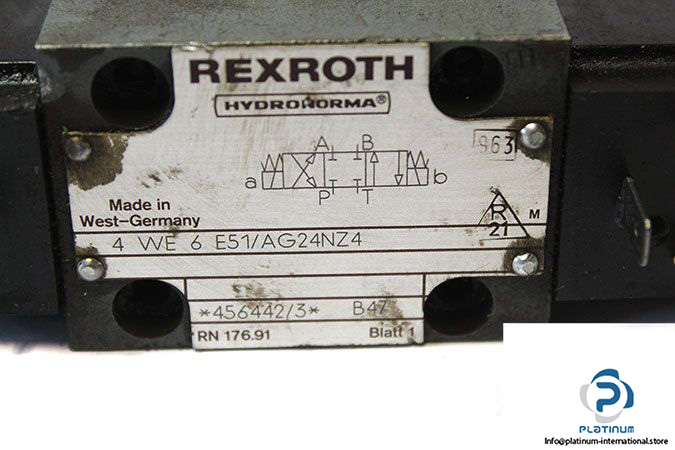 REXROTH
HYDRONORMA®
963
A B
a b
P T
Made in
West-Germany
R
21
M
4 WE 6 E51/AG24NZ4
*456442/3* B47
RN 176.91 Blatt 1
P
PLATINUM
Info@platinum-international.store